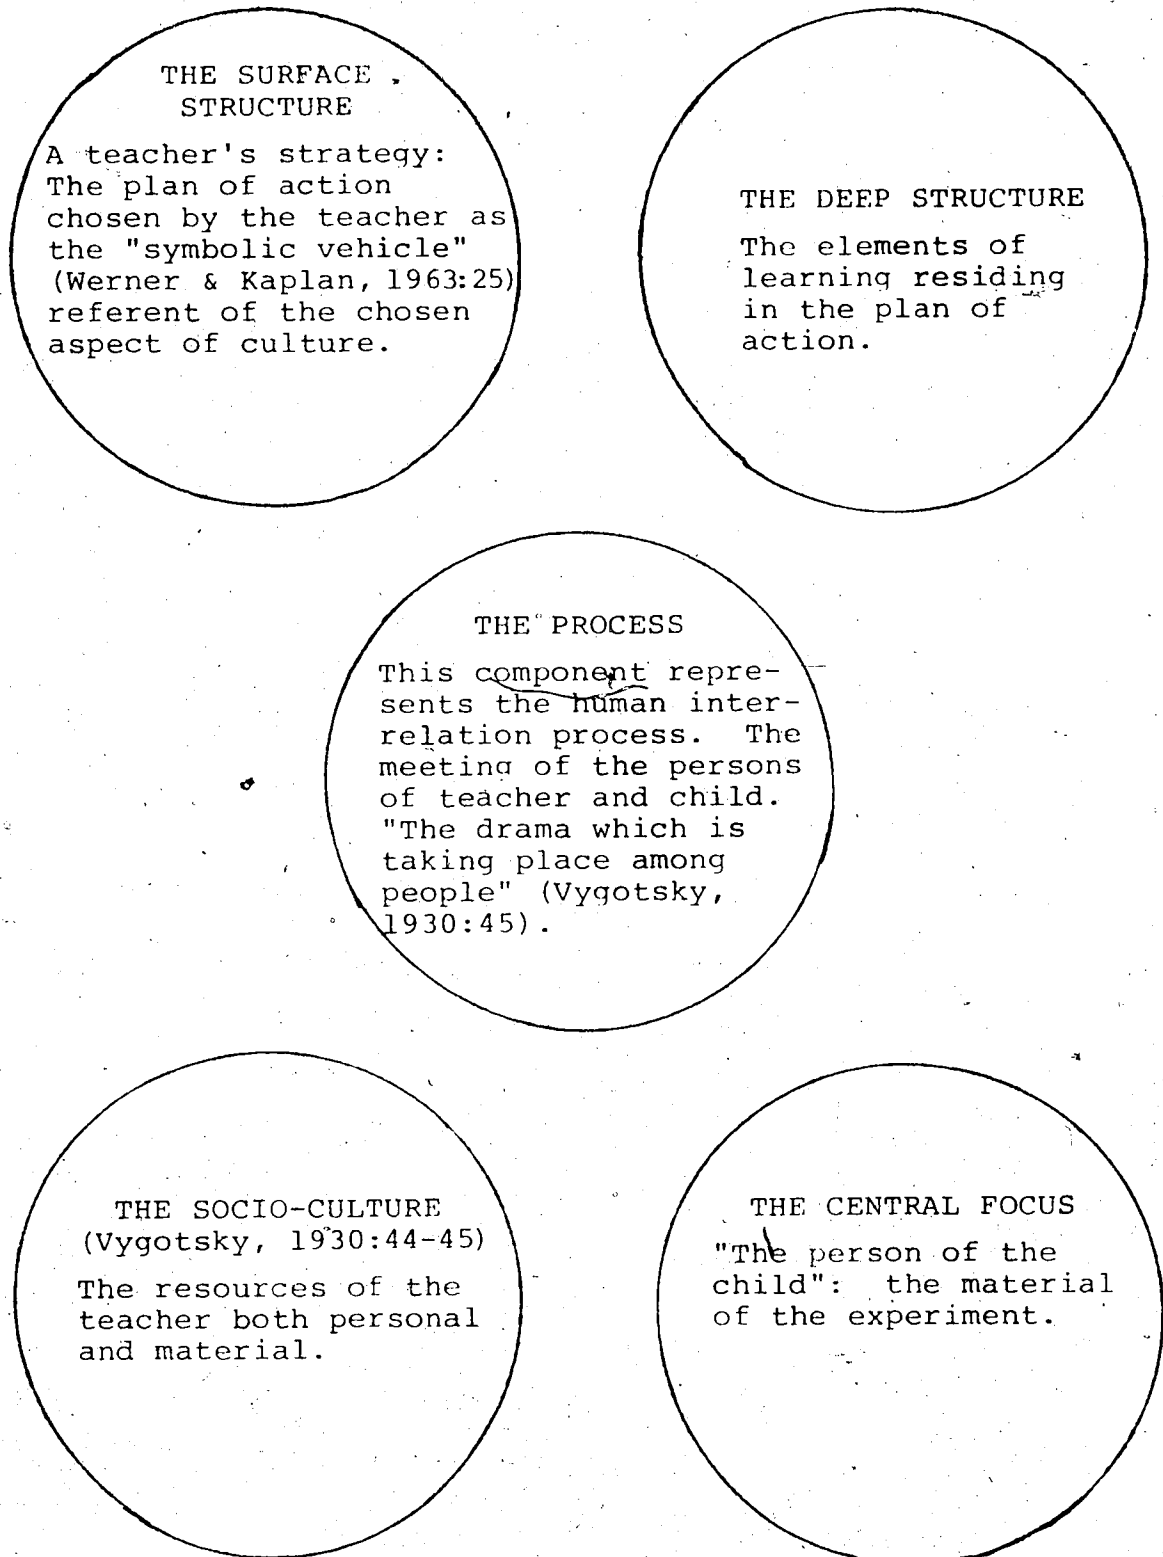 THE SURFACE
STRUCTURE
A teacher's strategy:
The plan of action
chosen by the teacher as
the "symbolic vehicle"
(Werner & Kaplan, 1963:25)
referent of the chosen
aspect of culture.
THE DEEP STRUCTURE
The elements of
learning residing
in the plan of
action.
THE PROCESS
This component repre-
sents the human inter-
relation process. The
meeting of the persons
of teacher and child.
"The drama which is
taking place among
people" (Vygotsky,
1930:45).
THE SOCIO-CULTURE
(Vygotsky, 1930:44-45)
The resources of the
teacher both personal
and material.
THE CENTRAL FOCUS
"The person of the
child": the material
of the experiment.